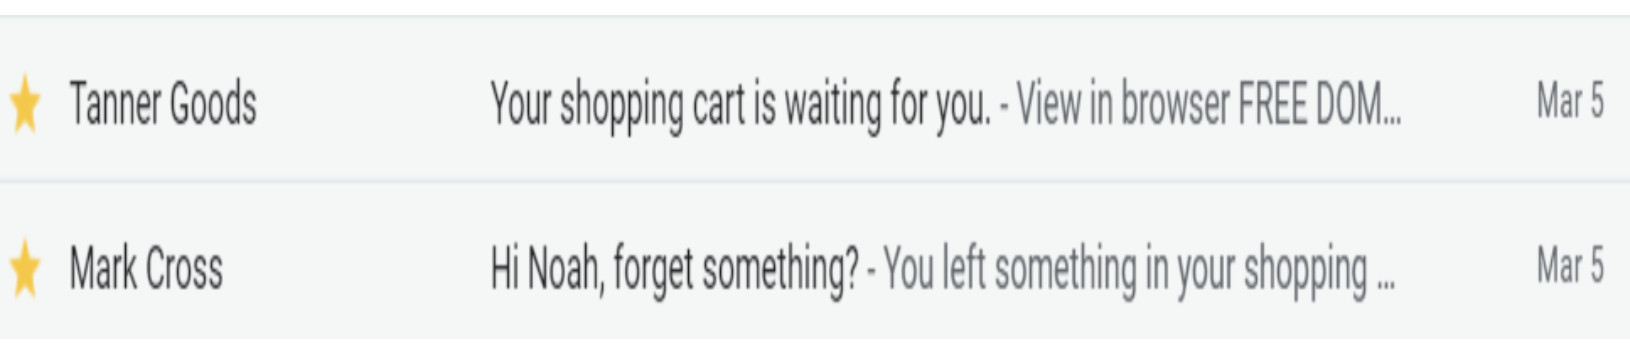 Tanner Goods Your shopping cart is waiting for you. - View in browser FREE DOM... Mar 5
Mark Cross Hi Noah, forget something? - You left something in your shopping ... Mar 5